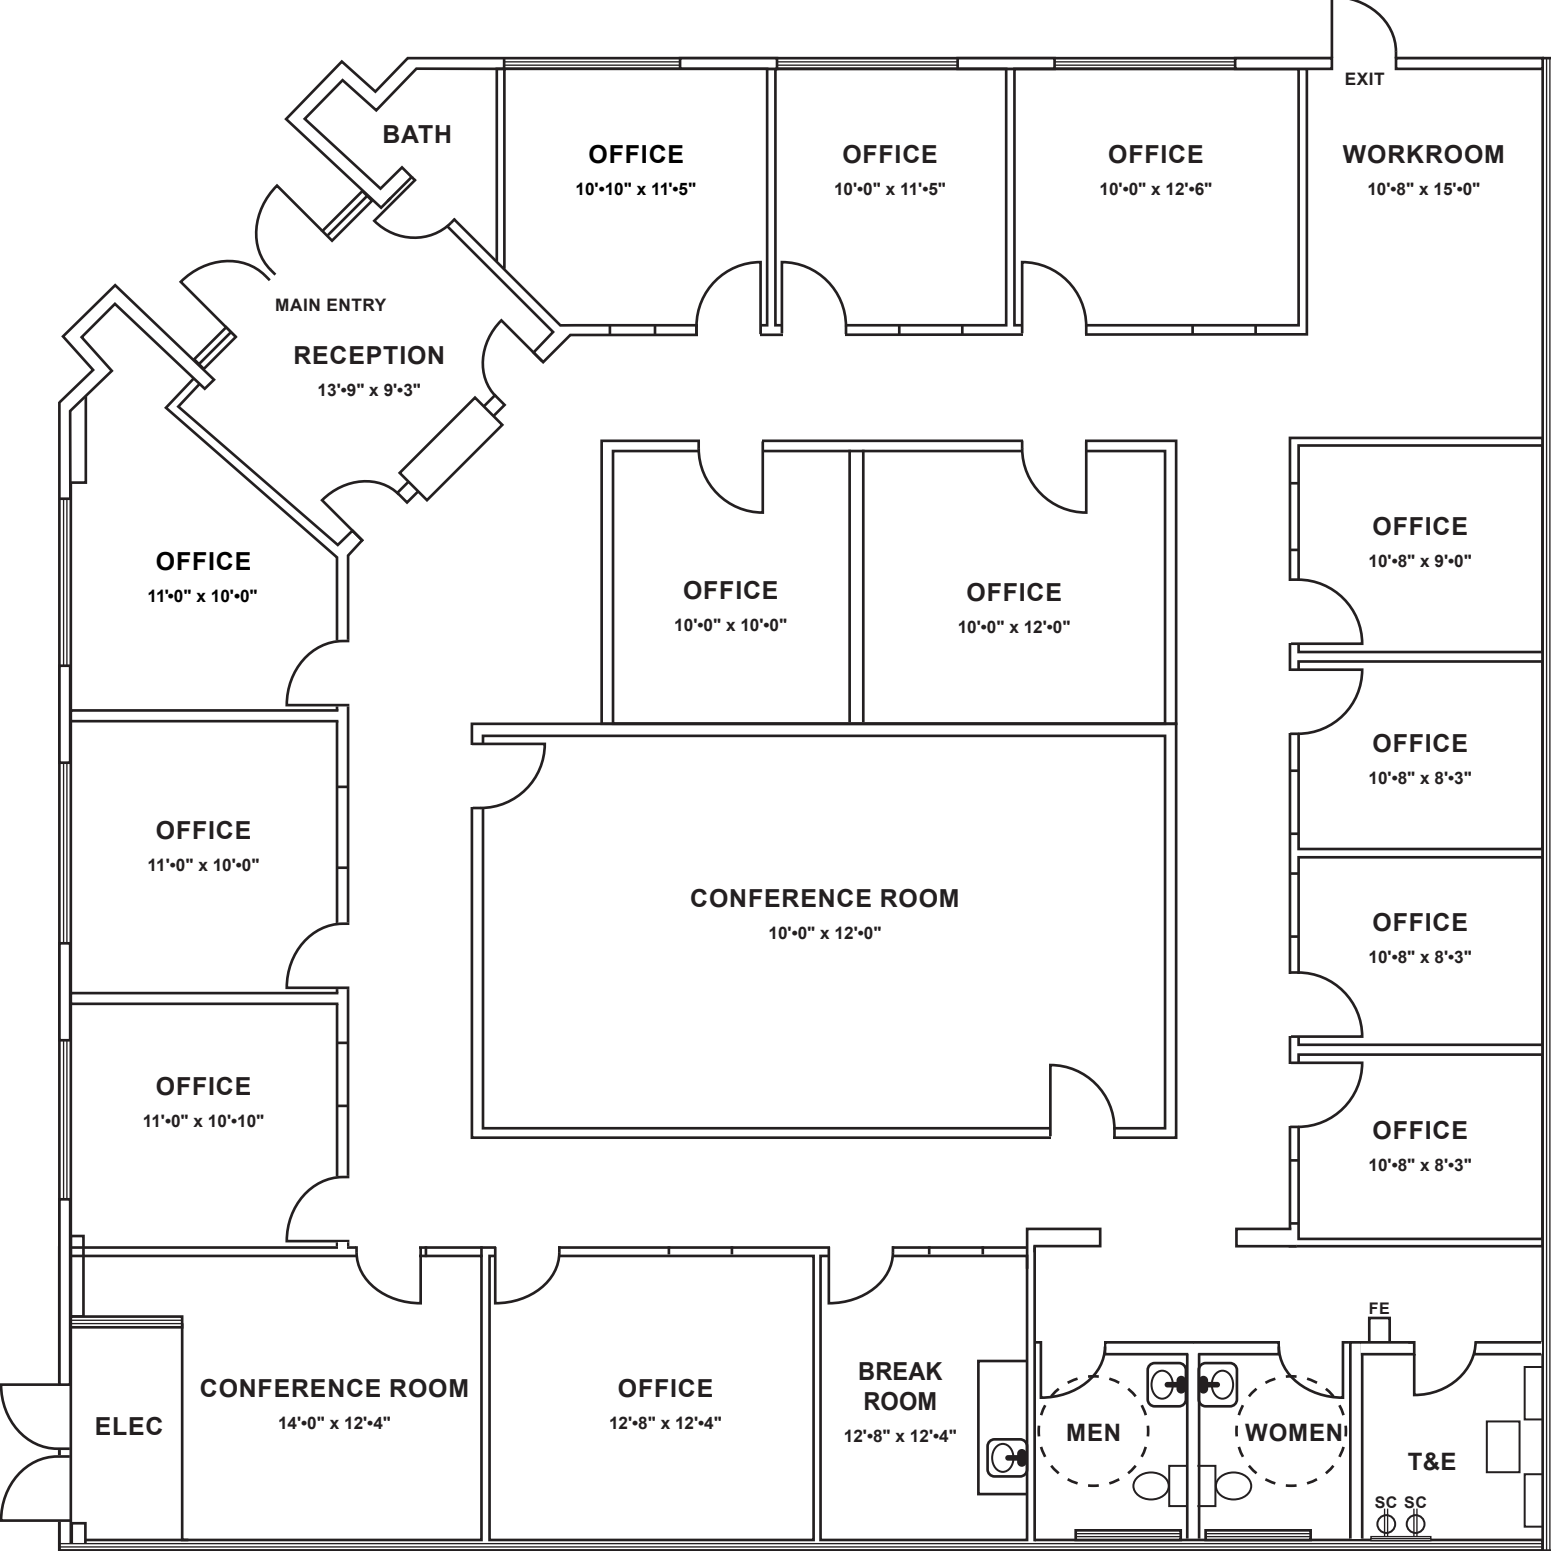 EXIT
BATH
OFFICE
10'•10" x 11'•5"
OFFICE
10'•0" x 11'•5"
OFFICE
10'•0" x 12'•6"
WORKROOM
10'•8" x 15'•0"
MAIN ENTRY
RECEPTION
13'•9" x 9'•3"
OFFICE
11'•0" x 10'•0"
OFFICE
10'•0" x 10'•0"
OFFICE
10'•0" x 12'•0"
OFFICE
10'•8" x 9'•0"
OFFICE
10'•8" x 8'•3"
OFFICE
11'•0" x 10'•0"
CONFERENCE ROOM
10'•0" x 12'•0"
OFFICE
10'•8" x 8'•3"
OFFICE
11'•0" x 10'•10"
OFFICE
10'•8" x 8'•3"
FE
ELEC
CONFERENCE ROOM
14'•0" x 12'•4"
OFFICE
12'•8" x 12'•4"
BREAK
ROOM
12'•8" x 12'•4"
MEN
WOMEN
T&E
SC SC